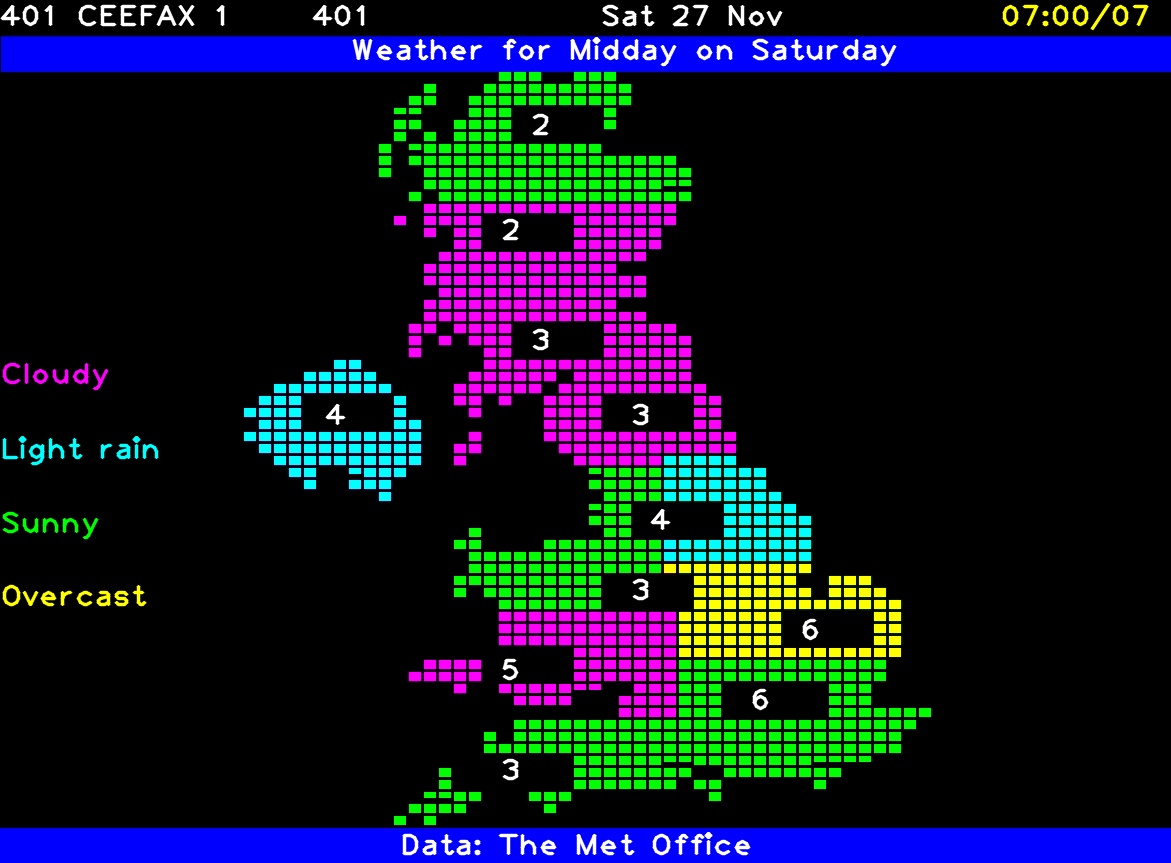 401 CEEFAX 1 401 Sat 27 Nov 07:00/07
Weather for Midday on Saturday
2
2
3
Cloudy
4 3
Light rain
Sunny 4
Overcast 3
6
5
6
3
Data: The Met Office